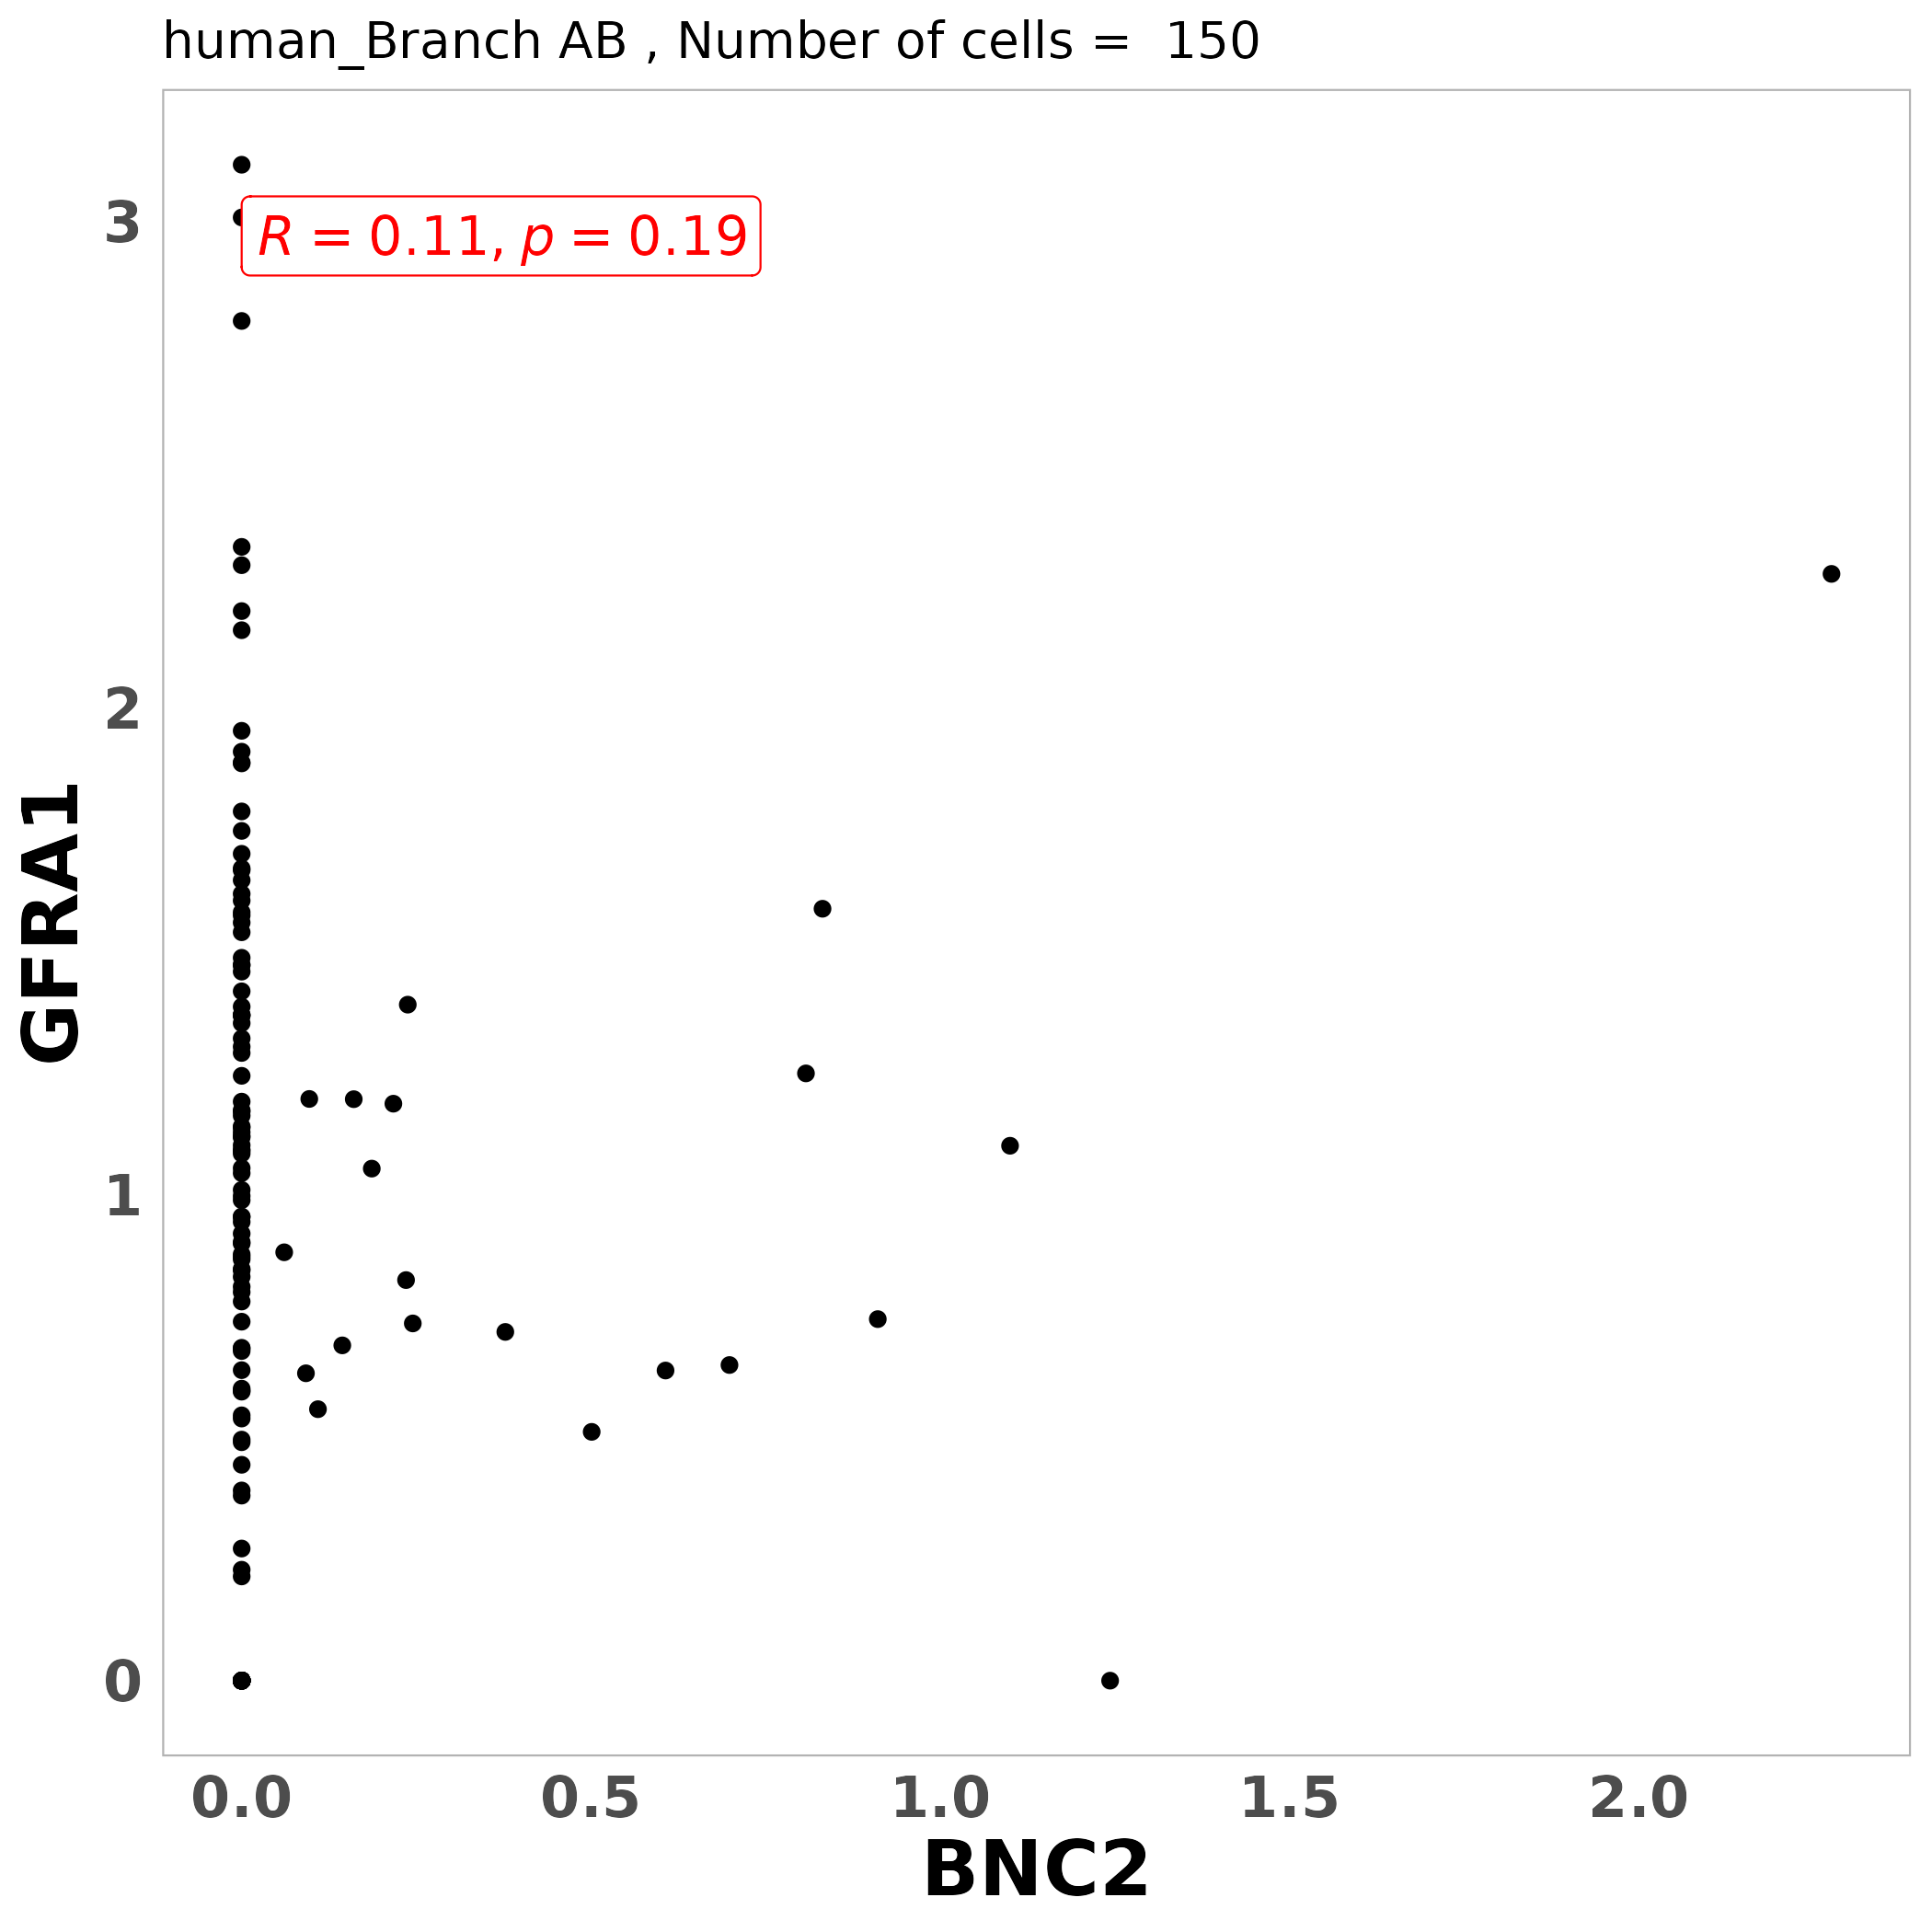 human_Branch AB , Number of cells =  150
R = 0.11, p = 0.19
3
2
1
0
GFRA1
0.0 0.5 1.0 1.5 2.0
BNC2